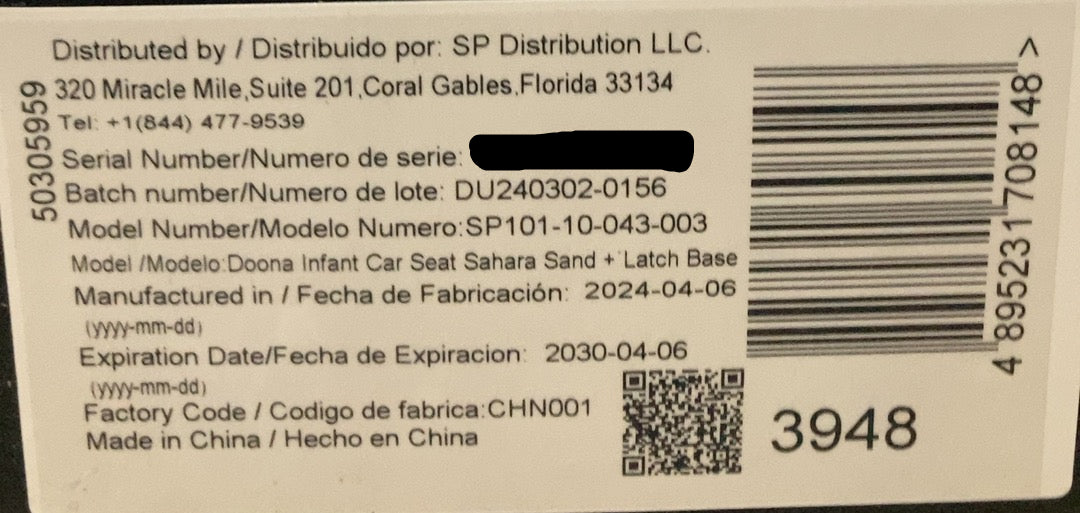 Distributed by / Distribuido por: SP Distribution LLC.
320 Miracle Mile,Suite 201,Coral Gables,Florida 33134
Tel: +1(844) 477-9539
Serial Number/Numero de serie:
Batch number/Numero de lote: DU240302-0156
Model Number/Modelo Numero:SP101-10-043-003
Model /Modelo:Doona Infant Car Seat Sahara Sand + Latch Base
Manufactured in / Fecha de Fabricación: 2024-04-06
(yyyy-mm-dd)
Expiration Date/Fecha de Expiracion: 2030-04-06
(yyyy-mm-dd)
Factory Code / Codigo de fabrica:CHN001
Made in China / Hecho en China
50305959
4 895231 708148 >
3948